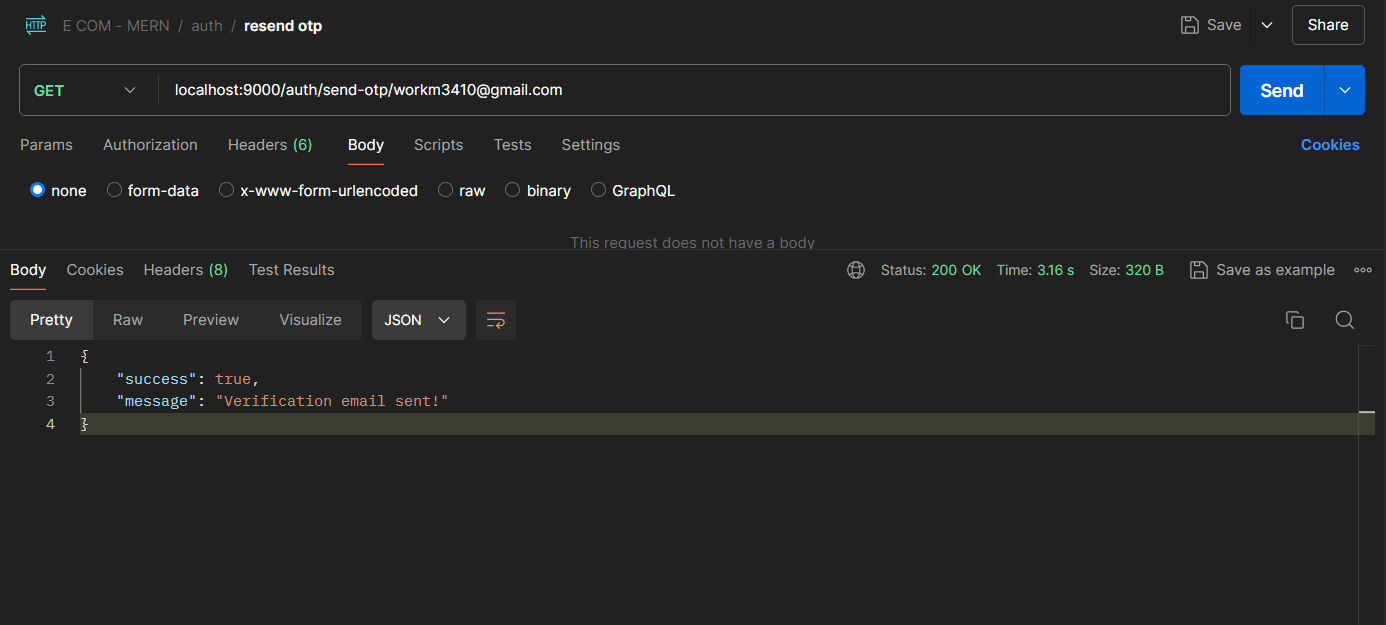 HTTP E COM - MERN / auth / resend otp Save Share
GET localhost:9000/auth/send-otp/workm3410@gmail.com Send
Params Authorization Headers (6) Body Scripts Tests Settings Cookies
none form-data x-www-form-urlencoded raw binary GraphQL
This request does not have a body
Body Cookies Headers (8) Test Results Status: 200 OK Time: 3.16 s Size: 320 B Save as example
Pretty Raw Preview Visualize JSON
1 {
2 "success": true,
3 "message": "Verification email sent!"
4 }